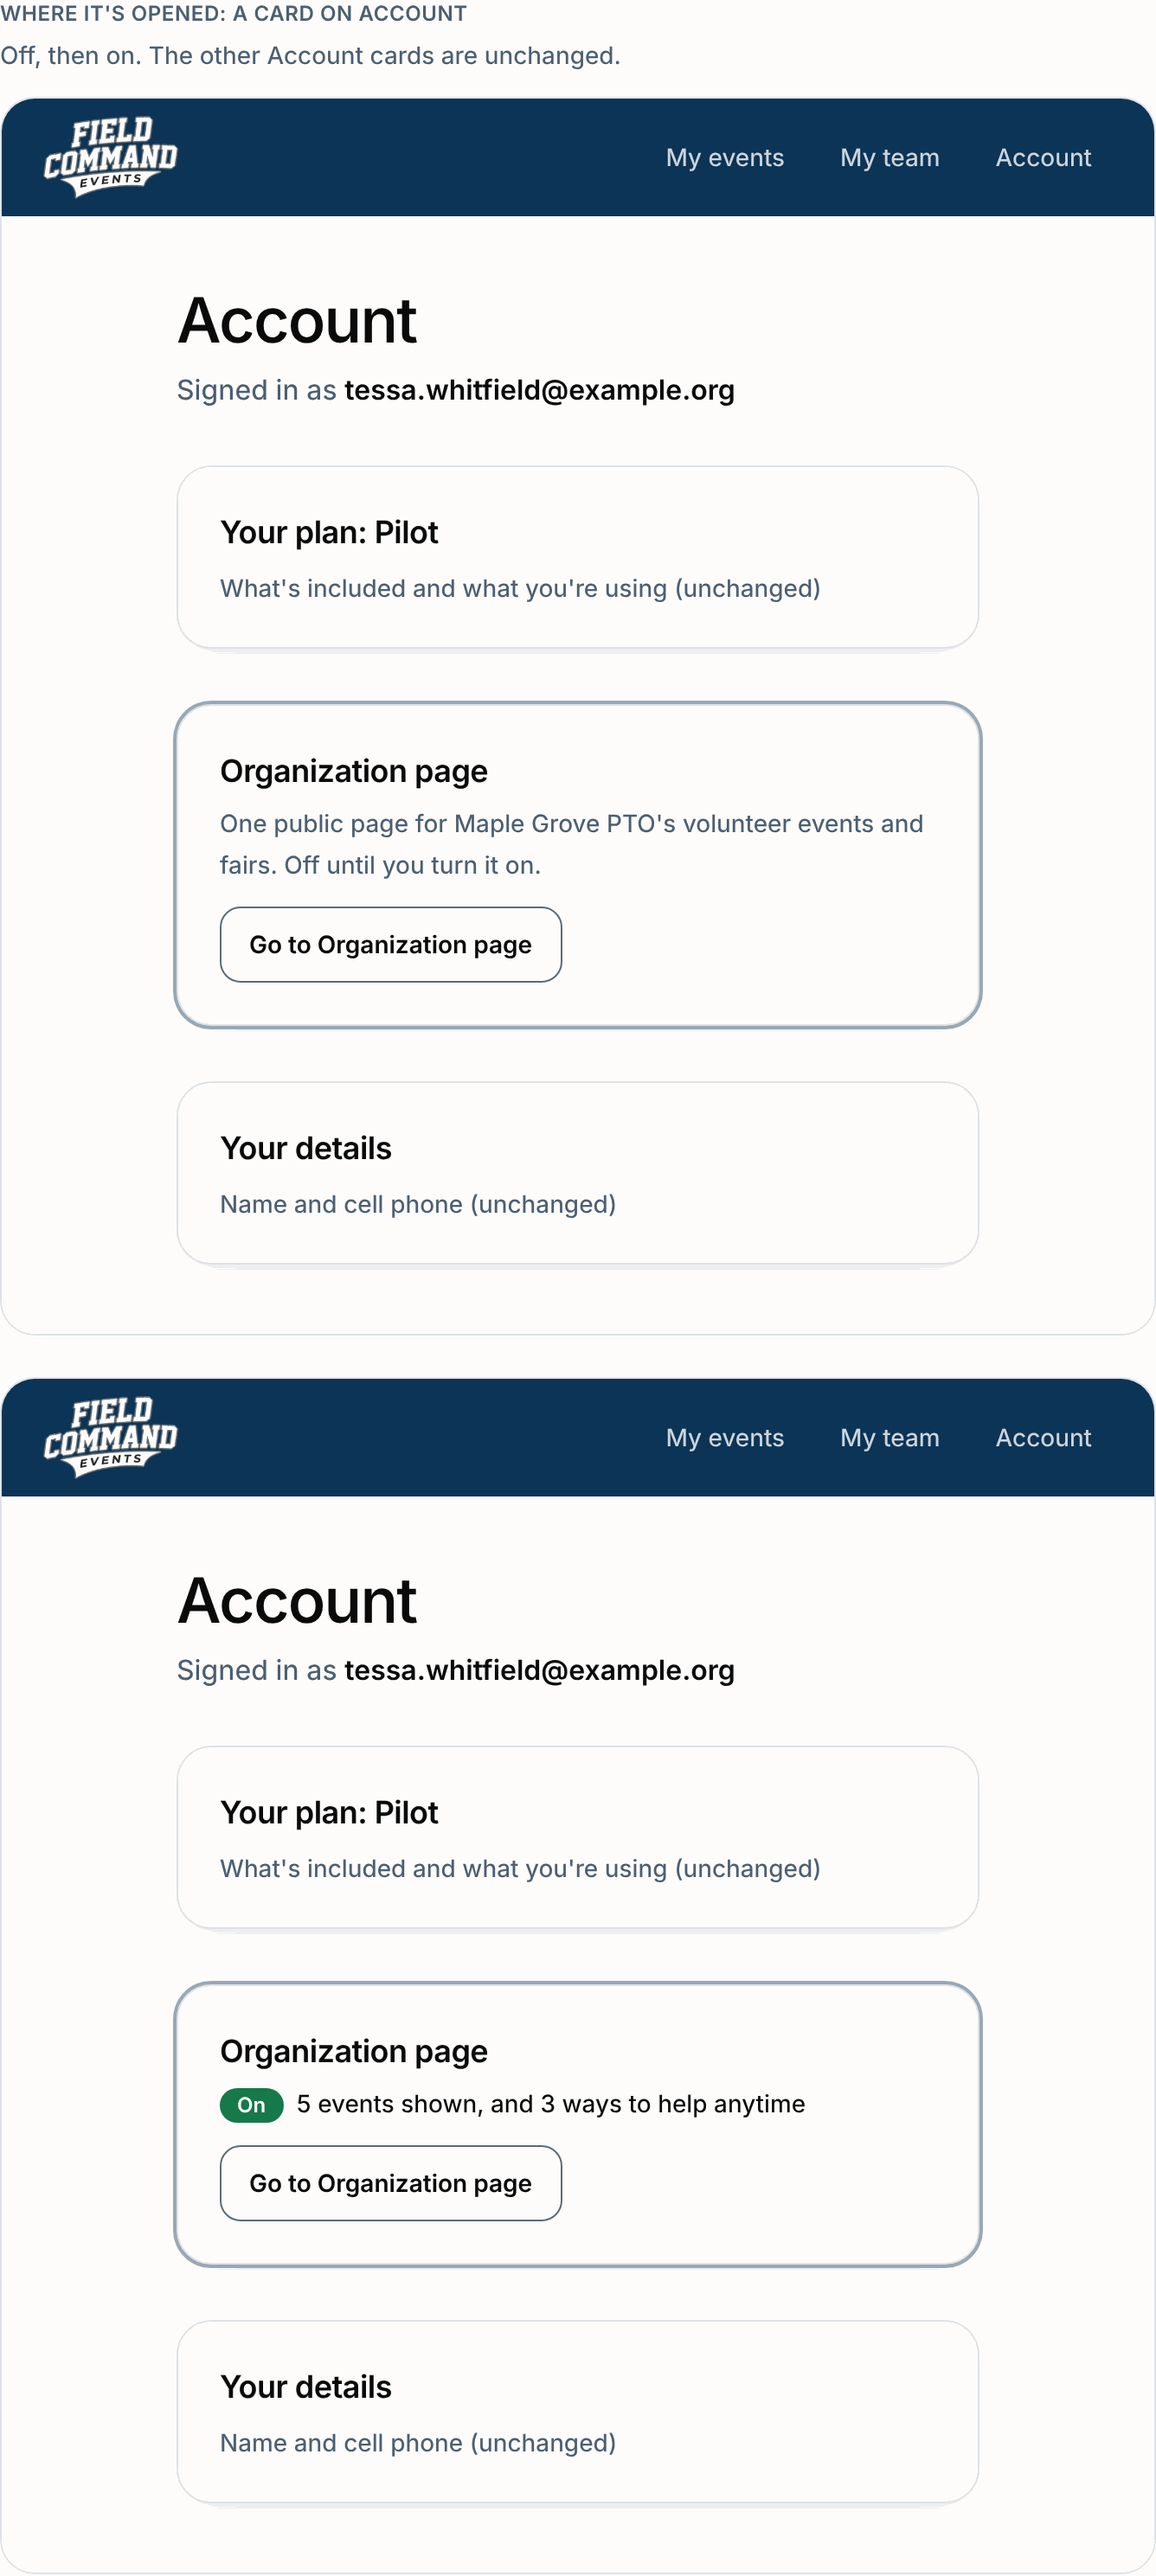 WHERE IT'S OPENED: A CARD ON ACCOUNT
Off, then on. The other Account cards are unchanged.
FIELD
COMMAND
EVENTS
My events
My team
Account
Account
Signed in as tessa.whitfield@example.org
Your plan: Pilot
What's included and what you're using (unchanged)
Organization page
One public page for Maple Grove PTO's volunteer events and
fairs. Off until you turn it on.
Go to Organization page
Your details
Name and cell phone (unchanged)
FIELD
COMMAND
EVENTS
My events
My team
Account
Account
Signed in as tessa.whitfield@example.org
Your plan: Pilot
What's included and what you're using (unchanged)
Organization page
On 5 events shown, and 3 ways to help anytime
Go to Organization page
Your details
Name and cell phone (unchanged)